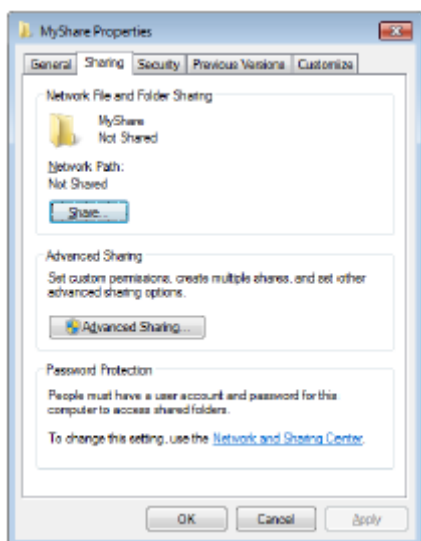 MyShare Properties
General Sharing Security Previous Versions Customize
Network File and Folder Sharing
MyShare
Not Shared
Network Path:
Not Shared
Share...
Advanced Sharing
Set custom permissions, create multiple shares, and set other
advanced sharing options.
Advanced Sharing...
Password Protection
People must have a user account and password for this
computer to access shared folders.
To change this setting, use the Network and Sharing Center.
OK Cancel Apply